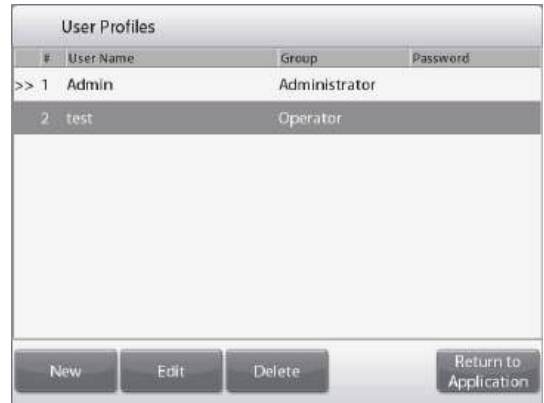 User Profiles
# User Name Group Password
>> 1 Admin Administrator
2 test Operator
New Edit Delete Return to
Application